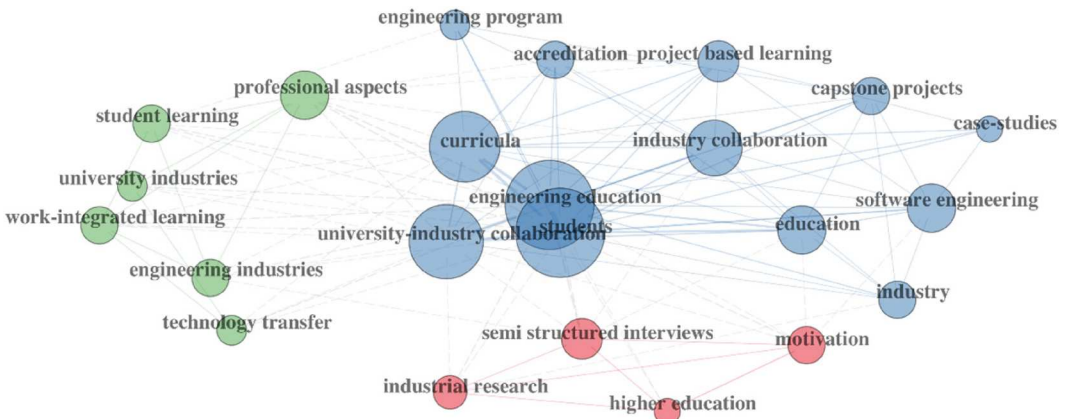 engineering program
accreditation project based learning
professional aspects
capstone projects
student learning
case-studies
curricula
industry collaboration
university industries
engineering education
software engineering
work-integrated learning
students
education
university-industry collaboration
engineering industries
industry
technology transfer
semi structured interviews
motivation
industrial research
higher education